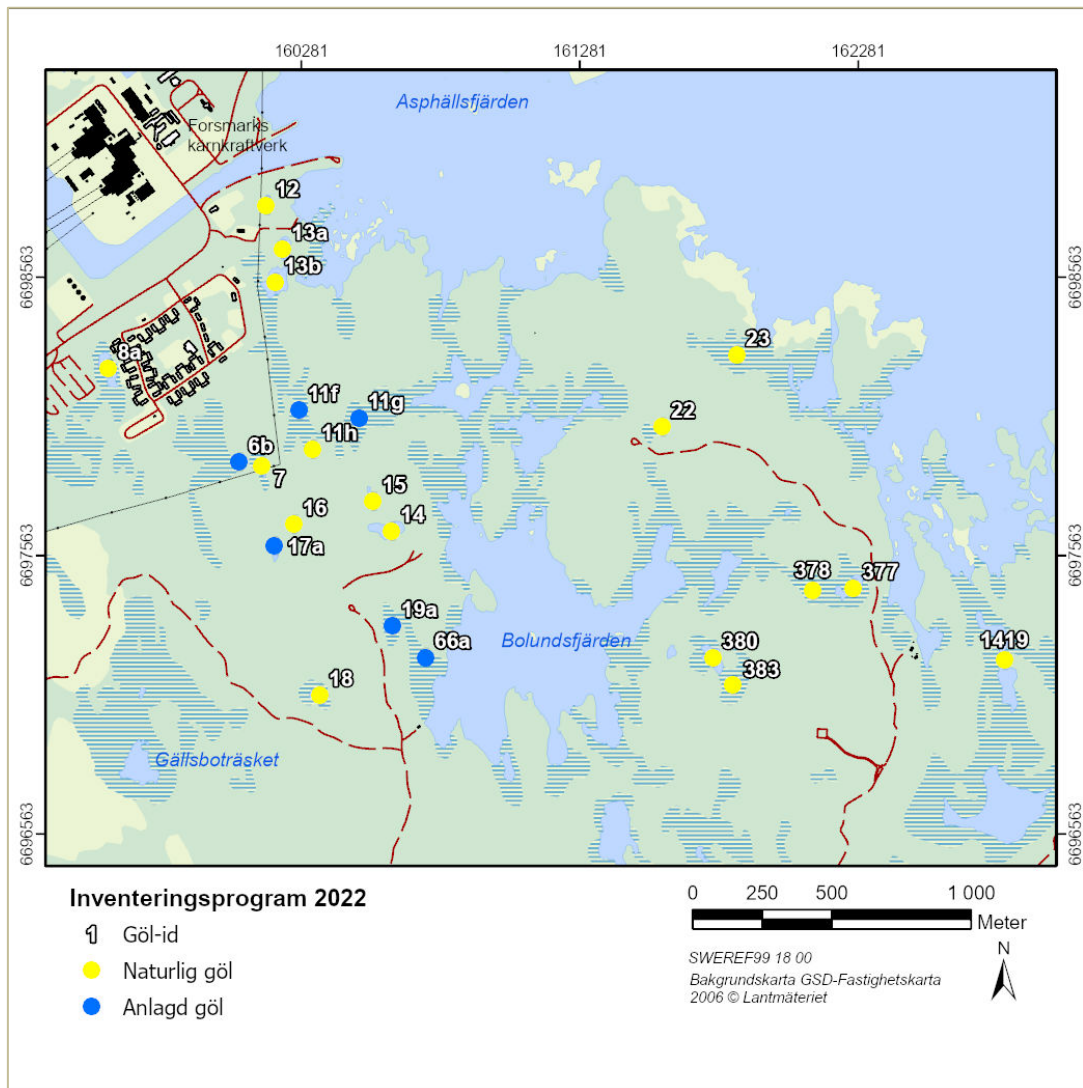 160281
161281
162281
Asphällsfjärden
Forsmarks
kärnkraftverk
12
13a
13b
6698563
6698563
23
8a
11f
11g
22
11h
6b
7
15
16
14
17a
6697563
6697563
378
377
19a
Bolundsfjärden
380
1419
66a
383
18
Gällsboträsket
6696563
6696563
Inventeringsprogram 2022
1 Göl-id
Naturlig göl
Anlagd göl
0 250 500 1 000
Meter
SWEREF99 18 00
Bakgrundskarta GSD-Fastighetskarta
2006 © Lantmäteriet
N